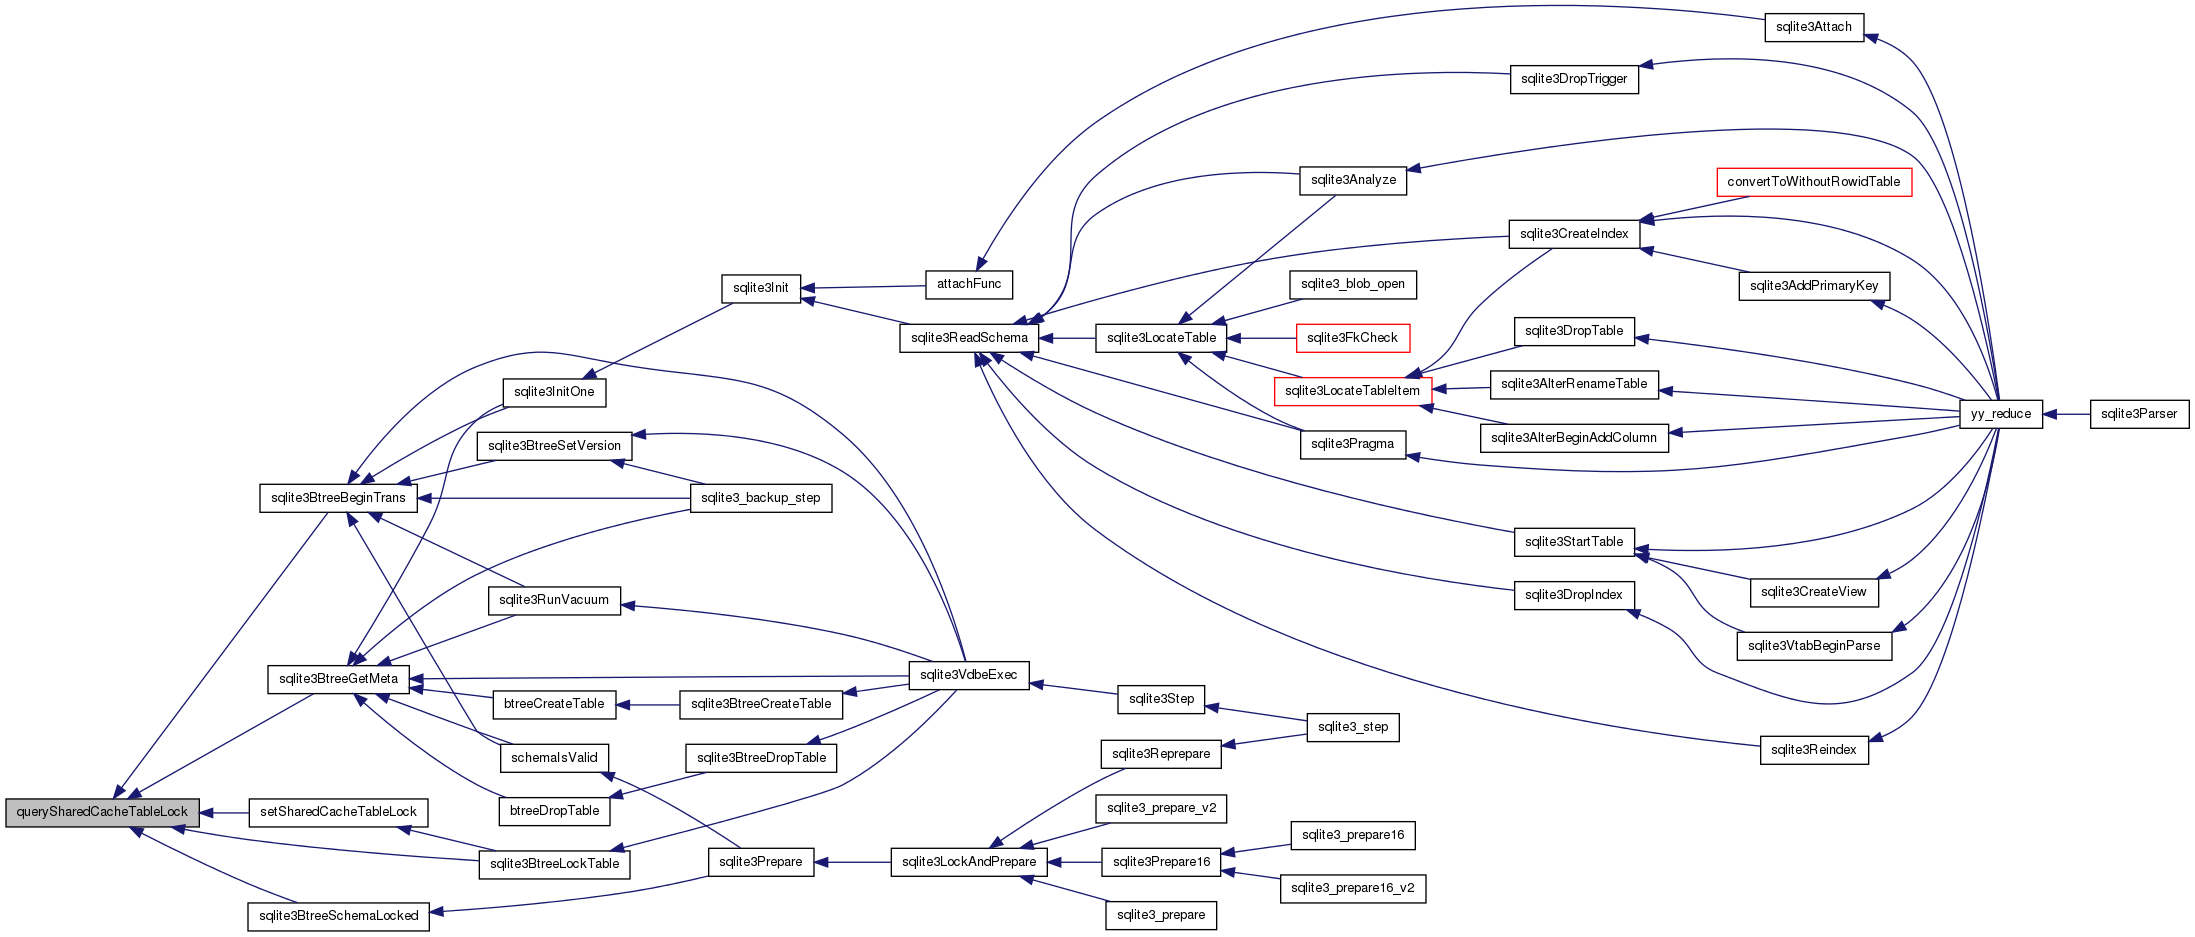 sqlite3Attach
sqlite3DropTrigger
sqlite3Analyze
convertToWithoutRowidTable
sqlite3CreateIndex
sqlite3_blob_open
sqlite3AddPrimaryKey
attachFunc
sqlite3Init
sqlite3ReadSchema
sqlite3LocateTable
sqlite3FkCheck
sqlite3DropTable
sqlite3LocateTableItem
sqlite3AlterRenameTable
sqlite3InitOne
yy_reduce
sqlite3Parser
sqlite3AlterBeginAddColumn
sqlite3Pragma
sqlite3BtreeSetVersion
sqlite3BtreeBeginTrans
sqlite3_backup_step
sqlite3StartTable
sqlite3CreateView
sqlite3DropIndex
sqlite3RunVacuum
sqlite3VtabBeginParse
sqlite3BtreeGetMeta
sqlite3VdbeExec
btreeCreateTable
sqlite3BtreeCreateTable
sqlite3Step
sqlite3_step
sqlite3Reindex
schemaIsValid
sqlite3BtreeDropTable
sqlite3Reprepare
querySharedCacheTableLock
setSharedCacheTableLock
btreeDropTable
sqlite3_prepare_v2
sqlite3_prepare16
sqlite3BtreeLockTable
sqlite3Prepare
sqlite3LockAndPrepare
sqlite3Prepare16
sqlite3_prepare16_v2
sqlite3BtreeSchemaLocked
sqlite3_prepare